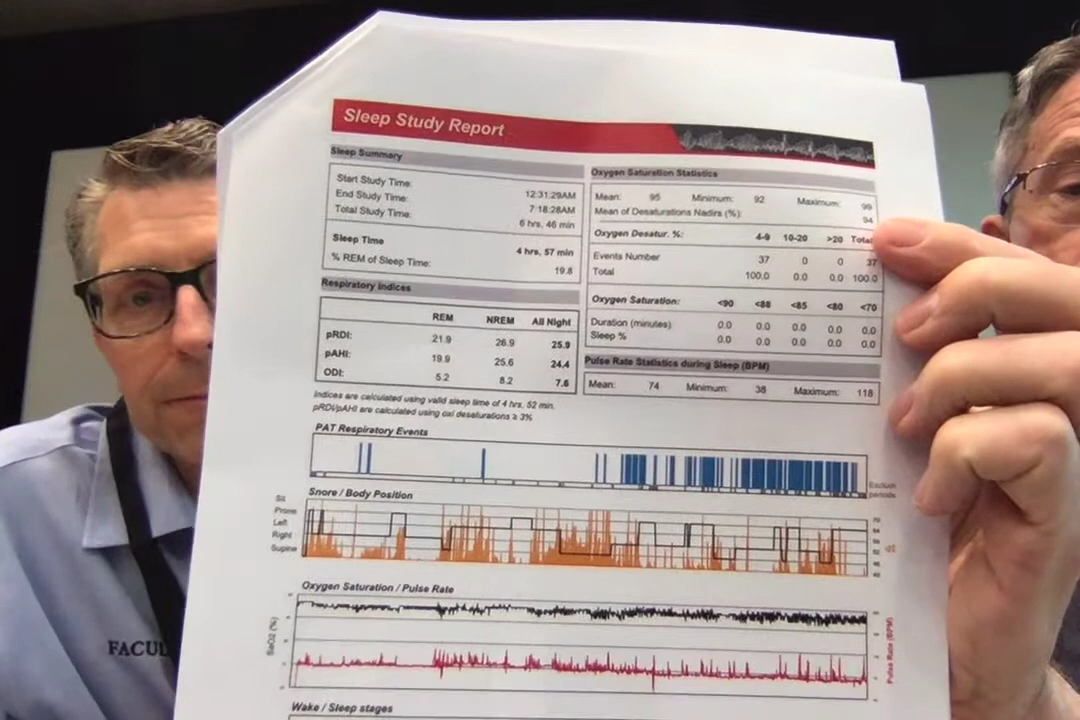 Sleep Study Report
Sleep Summary
Start Study Time: 12:31:29AM
End Study Time: 7:18:28AM
Total Study Time: 6 hrs, 46 min
Sleep Time 4 hrs, 57 min
% REM of Sleep Time: 19.8
Respiratory Indices
REM NREM All Night
pRDI: 21.9 26.9 25.9
pAHI: 19.9 25.6 24.4
ODI: 5.2 8.2 7.6
Indices are calculated using valid sleep time of 4 hrs, 52 min.
pRDI/pAHI are calculated using oxi desaturations ≥ 3%
Oxygen Saturation Statistics
Mean: 95 Minimum: 92 Maximum: 99
Mean of Desaturations Nadirs (%): 94
Oxygen Desatur. %: 4-9 10-20 >20 Total
Events Number 37 0 0 37
Total 100.0 0.0 0.0 100.0
Oxygen Saturation: <90 <88 <85 <80 <70
Duration (minutes) 0.0 0.0 0.0 0.0 0.0
Sleep % 0.0 0.0 0.0 0.0 0.0
Pulse Rate Statistics during Sleep (BPM)
Mean: 74 Minimum: 38 Maximum: 118
PAT Respiratory Events
Exclud
periods
Snore / Body Position
Sit
Prone
Left
Right
Supine
Oxygen Saturation / Pulse Rate
SaO2 (%)
Pulse Rate (BPM)
Wake / Sleep stages
FACUL